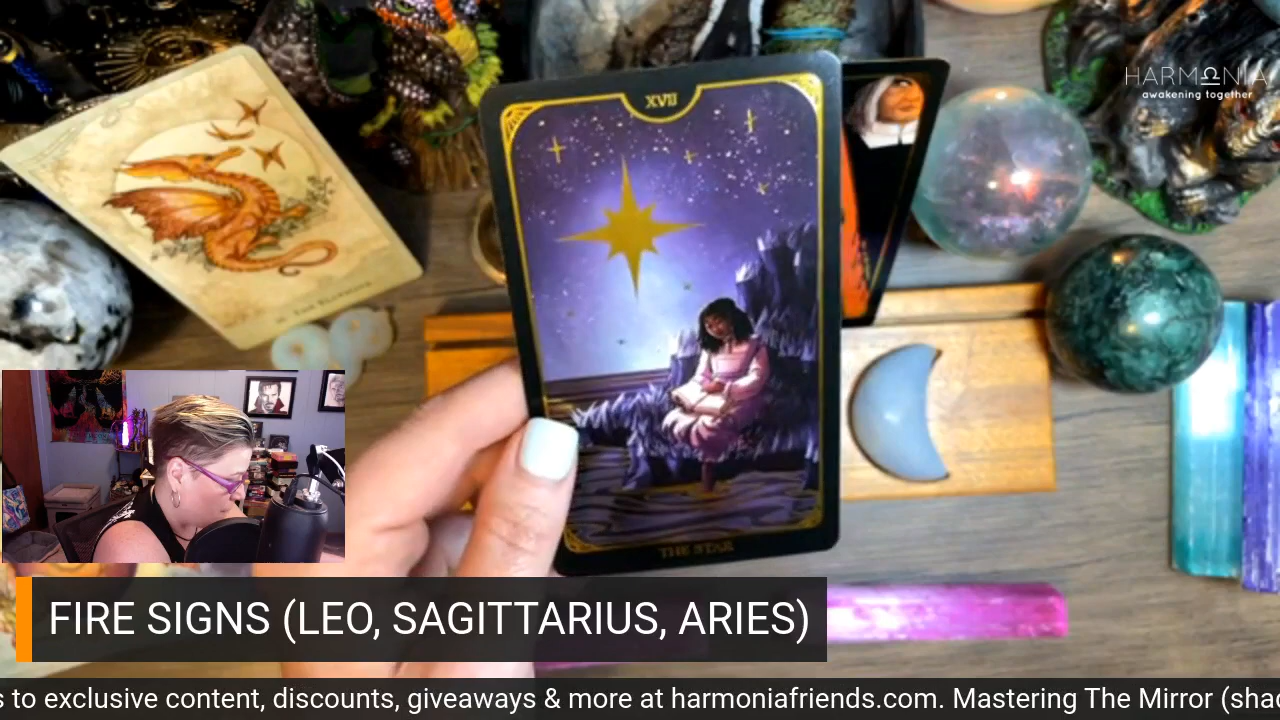 HARMONIA
awakening together
XVII
THE STAR
FIRE SIGNS (LEO, SAGITTARIUS, ARIES)
s to exclusive content, discounts, giveaways & more at harmoniafriends.com. Mastering The Mirror (shad